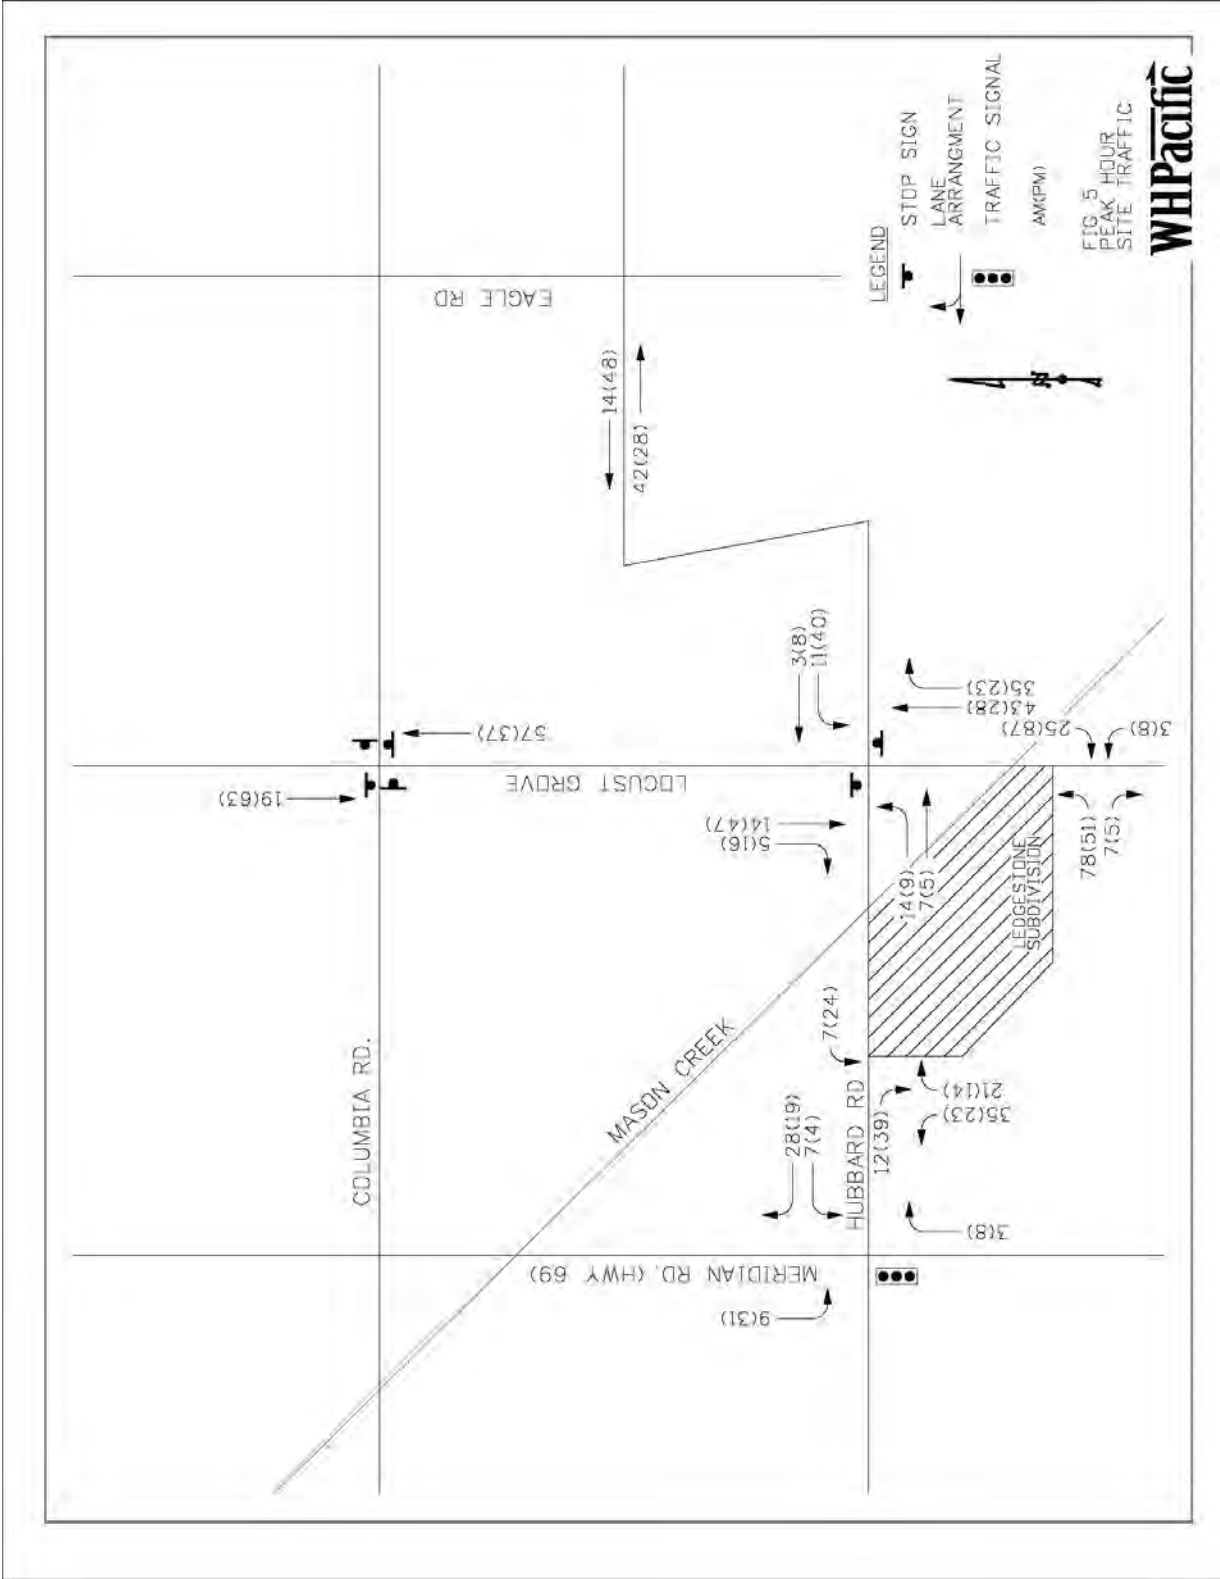 COLUMBIA RD.
EAGLE RD
LOCUST GROVE
MERIDIAN RD. (HWY 69)
HUBBARD RD
MASON CREEK
LEDGESTONE
SUBDIVISION
19(63)
57(37)
14(48)
42(28)
3(8)
11(40)
14(47)
5(16)
35(23)
43(28)
25(87)
3(8)
14(9)
7(5)
78(51)
7(5)
7(24)
28(19)
7(4)
12(39)
21(14)
35(23)
3(8)
9(31)
N
LEGEND
STOP SIGN
LANE
ARRANGMENT
TRAFFIC SIGNAL
AM(PM)
FIG 5
PEAK HOUR
SITE TRAFFIC
WHPacific